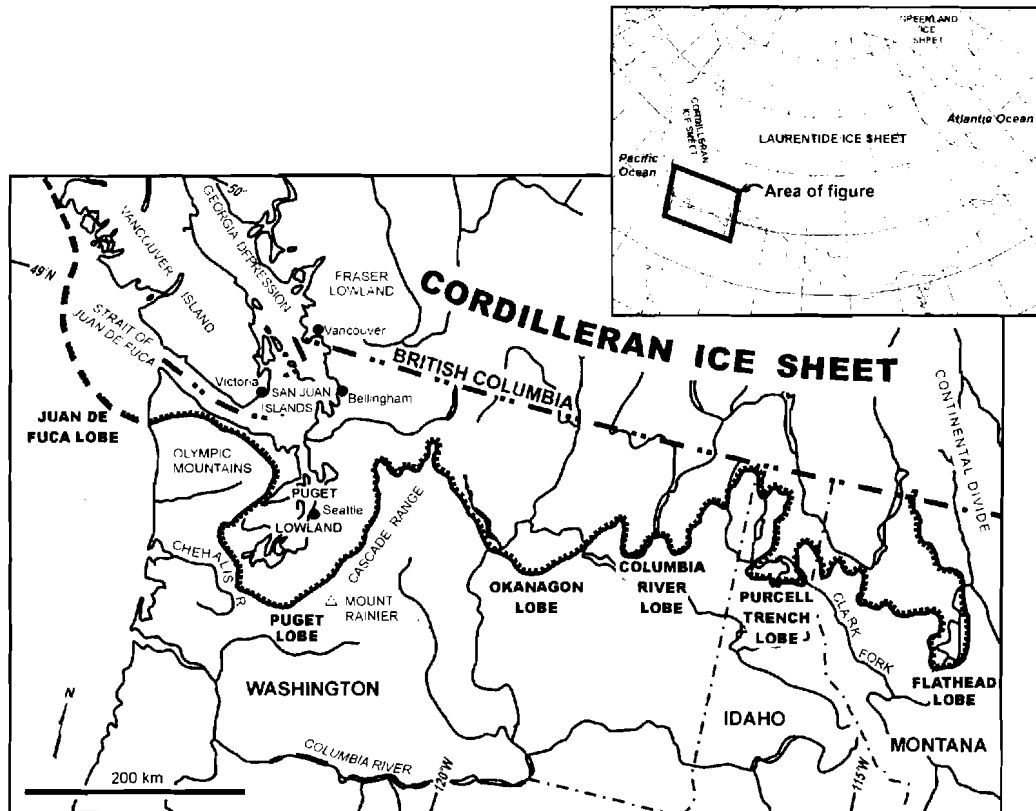 GREENLAND
ICE
SHEET
CORDILLERAN
ICE SHEET
Atlantic Ocean
LAURENTIDE ICE SHEET
Pacific
Ocean
Area of figure
50°
49°N
VANCOUVER
ISLAND
GEORGIA DEPRESSION
FRASER
LOWLAND
CORDILLERAN ICE SHEET
STRAIT OF
JUAN DE FUCA
Vancouver
BRITISH COLUMBIA
Victoria
SAN JUAN
ISLANDS
Bellingham
CONTINENTAL DIVIDE
JUAN DE
FUCA LOBE
OLYMPIC
MOUNTAINS
PUGET
Seattle
LOWLAND
CASCADE RANGE
CHEHALIS R
MOUNT
RAINIER
PUGET
LOBE
OKANAGON
LOBE
COLUMBIA
RIVER
LOBE
PURCELL
TRENCH
LOBE
CLARK
FORK
FLATHEAD
LOBE
WASHINGTON
IDAHO
MONTANA
N
COLUMBIA RIVER
200 km
120°W
115°W